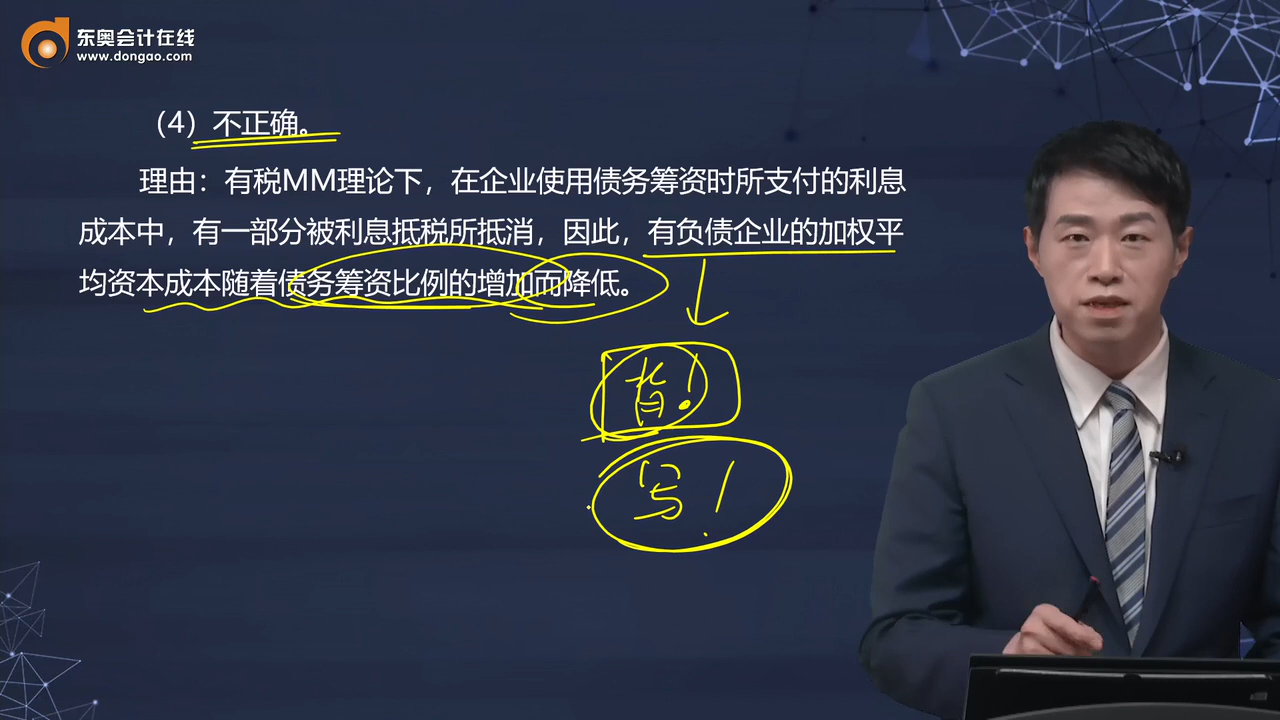 东奥会计在线
www.dongao.com
(4)不正确。
理由：有税MM理论下，在企业使用债务筹资时所支付的利息
成本中，有一部分被利息抵税所抵消，因此，有负债企业的加权平
均资本成本随着债务筹资比例的增加而降低。
背！
写！